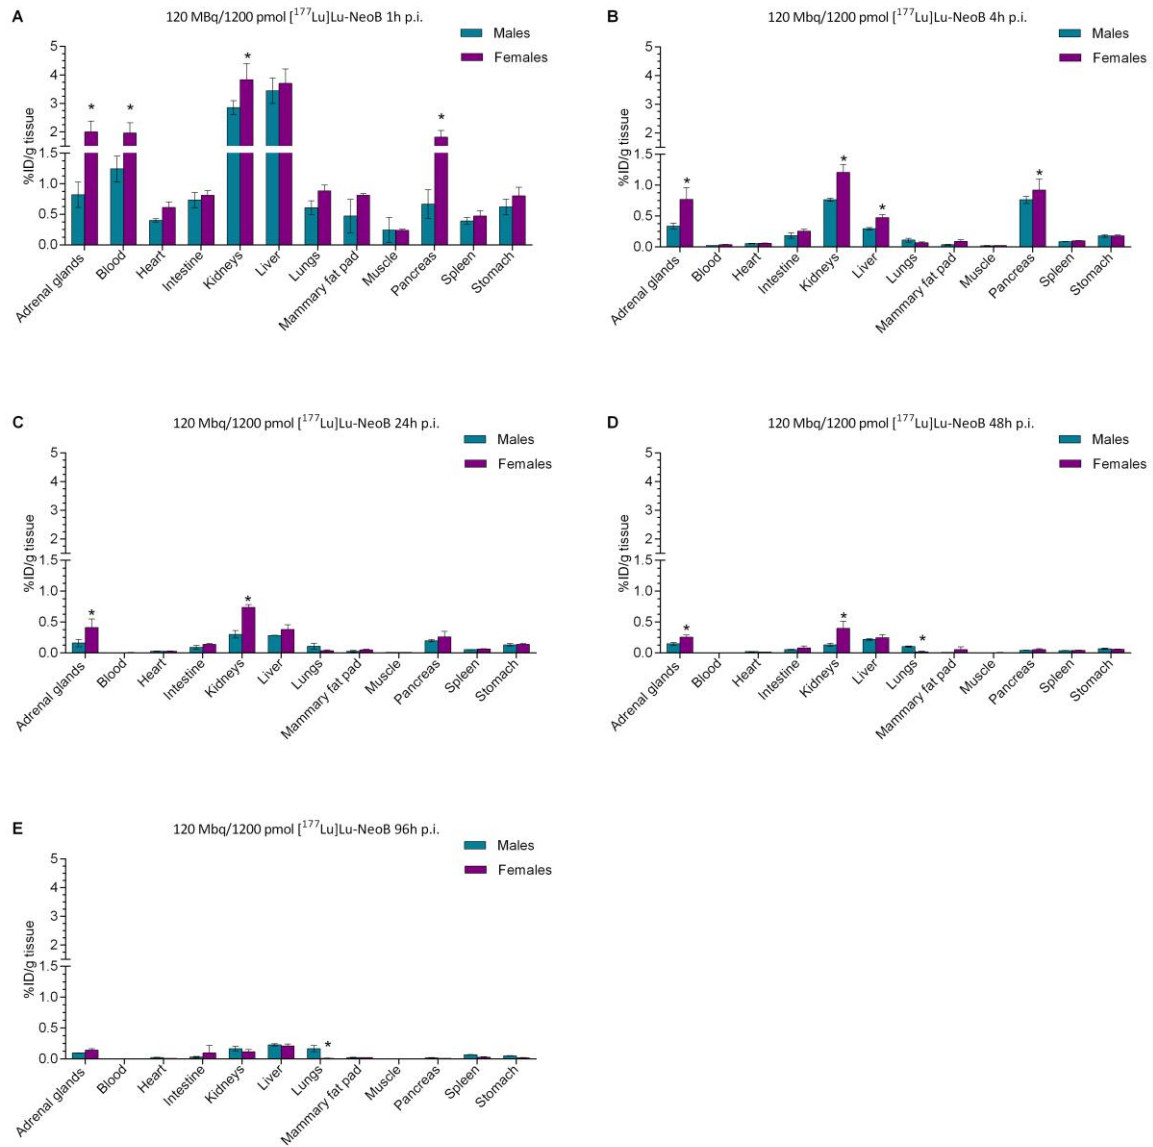 A
120 MBq/1200 pmol [¹⁷⁷Lu]Lu-NeoB 1h p.i.
Males
Females
%ID/g tissue
5
4
3
2
1.5
1.0
0.5
0.0
*
*
*
*
Adrenal glands
Blood
Heart
Intestine
Kidneys
Liver
Lungs
Mammary fat pad
Muscle
Pancreas
Spleen
Stomach
B
120 MBq/1200 pmol [¹⁷⁷Lu]Lu-NeoB 4h p.i.
Males
Females
%ID/g tissue
5
4
3
2
1.5
1.0
0.5
0.0
*
*
*
*
Adrenal glands
Blood
Heart
Intestine
Kidneys
Liver
Lungs
Mammary fat pad
Muscle
Pancreas
Spleen
Stomach
C
120 Mbq/1200 pmol [¹⁷⁷Lu]Lu-NeoB 24h p.i.
Males
Females
%ID/g tissue
5
4
3
2
1.5
1.0
0.5
0.0
*
*
Adrenal glands
Blood
Heart
Intestine
Kidneys
Liver
Lungs
Mammary fat pad
Muscle
Pancreas
Spleen
Stomach
D
120 Mbq/1200 pmol [¹⁷⁷Lu]Lu-NeoB 48h p.i.
Males
Females
%ID/g tissue
5
4
3
2
1.5
1.0
0.5
0.0
*
*
*
Adrenal glands
Blood
Heart
Intestine
Kidneys
Liver
Lungs
Mammary fat pad
Muscle
Pancreas
Spleen
Stomach
E
120 Mbq/1200 pmol [¹⁷⁷Lu]Lu-NeoB 96h p.i.
Males
Females
%ID/g tissue
5
4
3
2
1.5
1.0
0.5
0.0
*
Adrenal glands
Blood
Heart
Intestine
Kidneys
Liver
Lungs
Mammary fat pad
Muscle
Pancreas
Spleen
Stomach